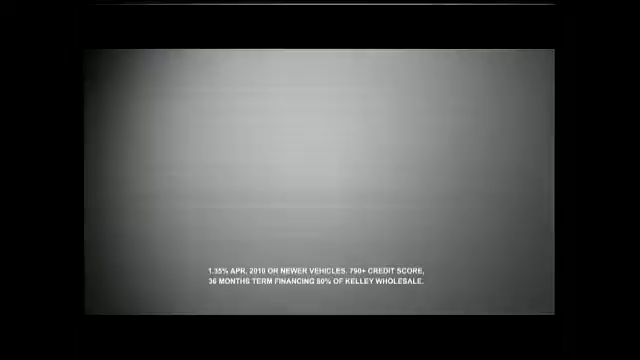 1.35% APR, 2010 OR NEWER VEHICLES. 790+ CREDIT SCORE,
36 MONTHS TERM FINANCING 80% OF KELLEY WHOLESALE.